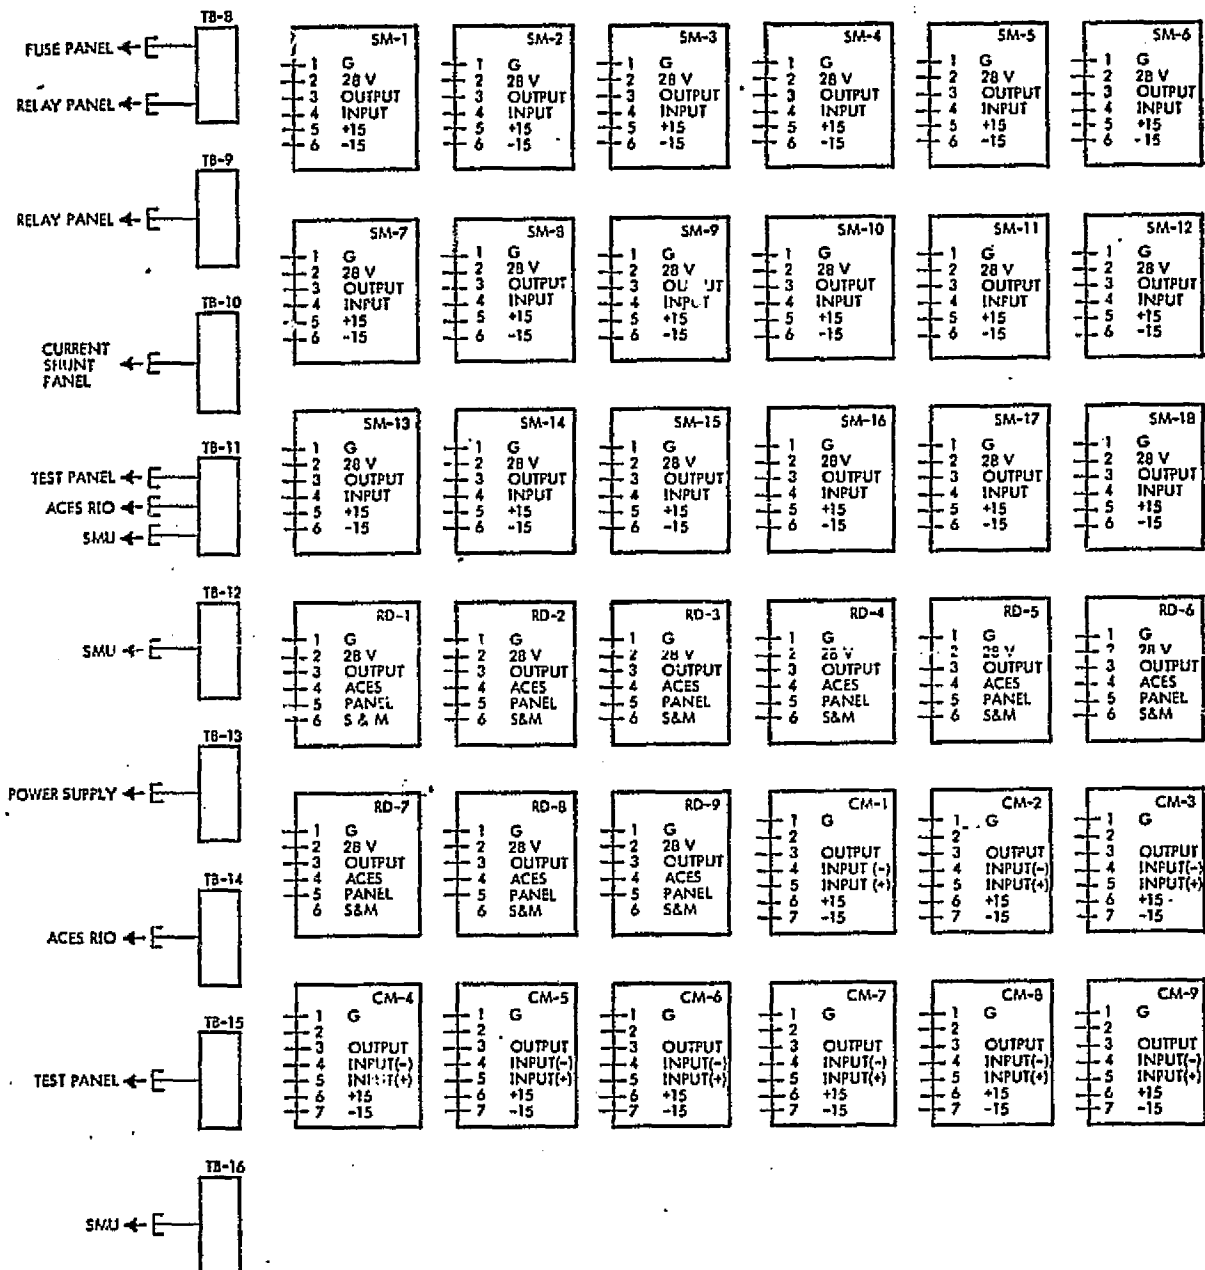 TB-8
FUSE PANEL
RELAY PANEL
TB-9
RELAY PANEL
TB-10
CURRENT
SHUNT
PANEL
TB-11
TEST PANEL
ACES RIO
SMU
TB-12
SMU
TB-13
POWER SUPPLY
TB-14
ACES RIO
TB-15
TEST PANEL
TB-16
SMU
SM-1
1 G
2 28 V
3 OUTPUT
4 INPUT
5 +15
6 -15
SM-2
1 G
2 28 V
3 OUTPUT
4 INPUT
5 +15
6 -15
SM-3
1 G
2 28 V
3 OUTPUT
4 INPUT
5 +15
6 -15
SM-4
1 G
2 28 V
3 OUTPUT
4 INPUT
5 +15
6 -15
SM-5
1 G
2 28 V
3 OUTPUT
4 INPUT
5 +15
6 -15
SM-6
1 G
2 28 V
3 OUTPUT
4 INPUT
5 +15
6 -15
SM-7
1 G
2 28 V
3 OUTPUT
4 INPUT
5 +15
6 -15
SM-8
1 G
2 28 V
3 OUTPUT
4 INPUT
5 +15
6 -15
SM-9
1 G
2 28 V
3
4
5 +15
6 -15
SM-10
1 G
2 28 V
3 OUTPUT
4 INPUT
5 +15
6 -15
SM-11
1 G
2 28 V
3 OUTPUT
4 INPUT
5 +15
6 -15
SM-12
1 G
2 28 V
3 OUTPUT
4 INPUT
5 +15
6 -15
SM-13
1 G
2 28 V
3 OUTPUT
4 INPUT
5 +15
6 -15
SM-14
1 G
2 28 V
3 OUTPUT
4 INPUT
5 +15
6 -15
SM-15
1 G
2 28 V
3 OUTPUT
4 INPUT
5 +15
6 -15
SM-16
1 G
2 28V
3 OUTPUT
4 INPUT
5 +15
6 -15
SM-17
1 G
2 28 V
3 OUTPUT
4 INPUT
5 +15
6 -15
SM-18
1 G
2 28 V
3 OUTPUT
4 INPUT
5 +15
6 -15
RD-1
1 G
2 28 V
3 OUTPUT
4 ACES
5 PANEL
6 S & M
RD-2
1 G
2 28 V
3 OUTPUT
4 ACES
5 PANEL
6 S&M
RD-3
1 G
2 28 V
3 OUTPUT
4 ACES
5 PANEL
6 S&M
RD-4
1 G
2 28 V
3 OUTPUT
4 ACES
5 PANEL
6 S&M
RD-5
1 G
2 28 V
3 OUTPUT
4 ACES
5 PANEL
6 S&M
RD-6
1 G
28 V
3 OUTPUT
4 ACES
5 PANEL
6 S&M
RD-7
1 G
2 28 V
3 OUTPUT
4 ACES
5 PANEL
6 S&M
RD-8
1 G
2 28 V
3 OUTPUT
4 ACES
5 PANEL
6 S&M
RD-9
1 G
2 28 V
3 OUTPUT
4 ACES
5 PANEL
6 S&M
CM-1
1 G
2
3 OUTPUT
4 INPUT (-)
5 INPUT (+)
6 +15
7 -15
CM-2
1 G
2
3 OUTPUT
4 INPUT(-)
5 INPUT(+)
6 +15
7 -15
CM-3
1 G
2
3 OUTPUT
4 INPUT(-)
5 INPUT(+)
6 +15
7 -15
CM-4
1 G
2
3 OUTPUT
4 INPUT(-)
5
6 +15
7 -15
CM-5
1 G
2
3 OUTPUT
4 INPUT(-)
5 INPUT(+)
6 +15
7 -15
CM-6
1 G
2
3 OUTPUT
4 INPUT(-)
5 INPUT(+)
6 +15
7 -15
CM-7
1 G
2
3 OUTPUT
4 INPUT(-)
5 INPUT(+)
6 +15
7 -15
CM-8
1 G
2
3 OUTPUT
4 INPUT(-)
5 INPUT(+)
6 +15
7 -15
CM-9
1 G
2
3 OUTPUT
4 INPUT(-)
5 INPUT(+)
6 +15
7 -15